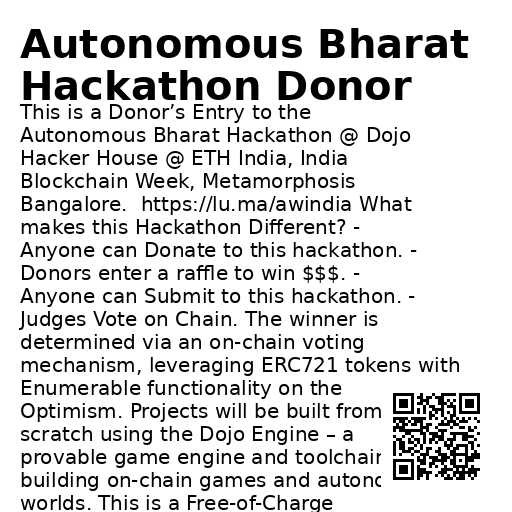 Autonomous Bharat
Hackathon Donor
This is a Donor’s Entry to the
Autonomous Bharat Hackathon @ Dojo
Hacker House @ ETH India, India
Blockchain Week, Metamorphosis
Bangalore.  https://lu.ma/awindia What
makes this Hackathon Different? -
Anyone can Donate to this hackathon. -
Donors enter a raffle to win $$$. -
Anyone can Submit to this hackathon. -
Judges Vote on Chain. The winner is
determined via an on-chain voting
mechanism, leveraging ERC721 tokens with
Enumerable functionality on the
Optimism. Projects will be built from
scratch using the Dojo Engine – a
provable game engine and toolchain
building on-chain games and
worlds. This is a Free-of-Charge